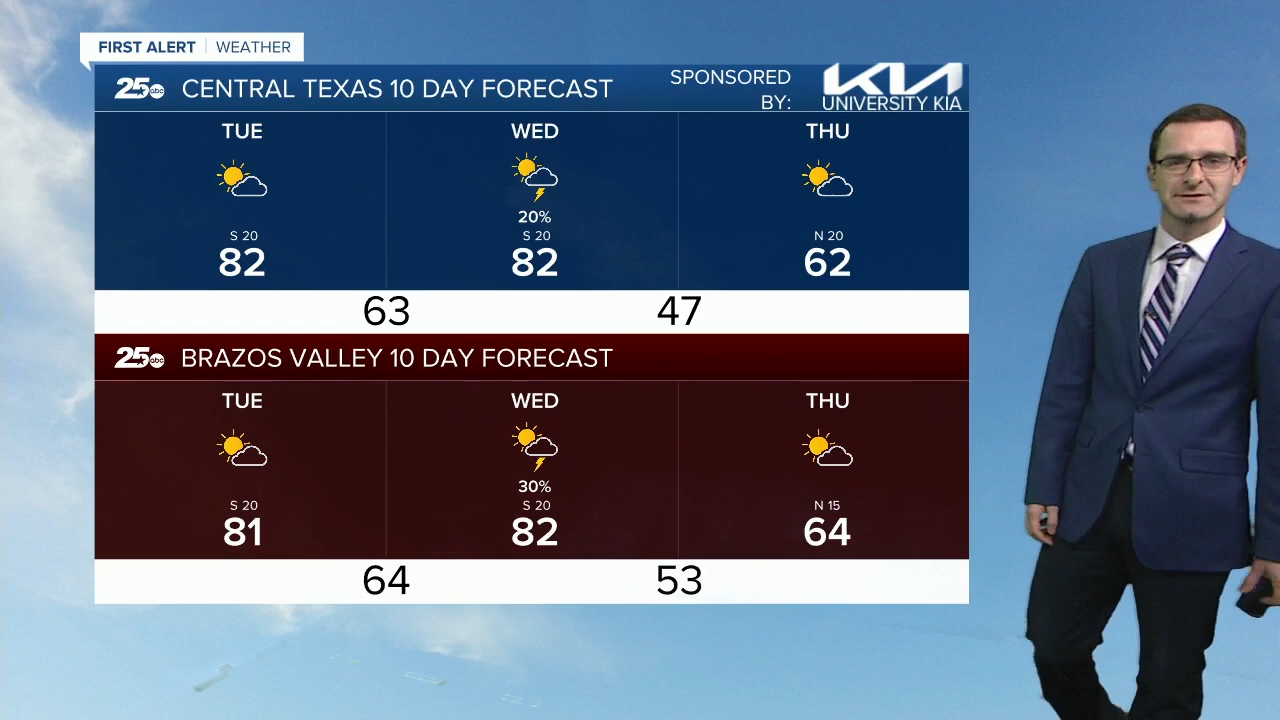 FIRST ALERT | WEATHER
25 abc CENTRAL TEXAS 10 DAY FORECAST
SPONSORED
BY:
KIA
UNIVERSITY KIA
TUE WED THU
20%
S 20 S 20 N 20
82 82 62
63 47
25 abc BRAZOS VALLEY 10 DAY FORECAST
TUE WED THU
30%
S 20 S 20 N 15
81 82 64
64 53